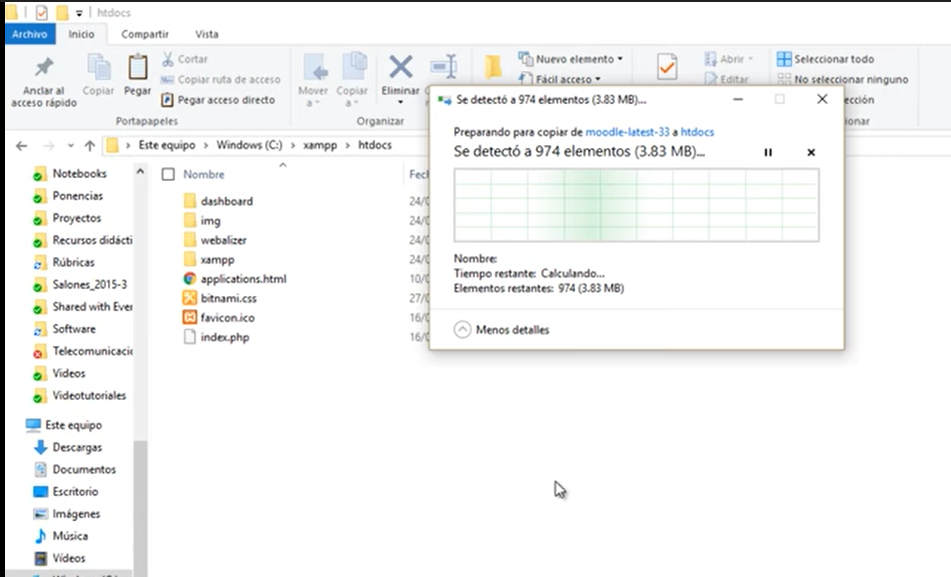 htdocs
Archivo Inicio Compartir Vista
Anclar al acceso rápido
Copiar
Pegar
Cortar
Copiar ruta de acceso
Pegar acceso directo
Portapapeles
Mover a
Copiar a
Eliminar
Organizar
Nuevo elemento
Fácil acceso
Abrir
Editar
Seleccionar todo
No seleccionar ninguno
Este equipo > Windows (C:) > xampp > htdocs
Notebooks
Ponencias
Proyectos
Recursos didácti
Rúbricas
Salones_2015-3
Shared with Ever
Software
Telecomunicacio
Videos
Videotutoriales
Este equipo
Descargas
Documentos
Escritorio
Imágenes
Música
Vídeos
Nombre
dashboard 24/0
img 24/0
webalizer 24/0
xampp 24/0
applications.html 10/0
bitnami.css 27/0
favicon.ico 16/0
index.php 16/0
Se detectó a 974 elementos (3.83 MB)...
Preparando para copiar de moodle-latest-33 a htdocs
Se detectó a 974 elementos (3.83 MB)...
Nombre:
Tiempo restante: Calculando...
Elementos restantes: 974 (3.83 MB)
Menos detalles